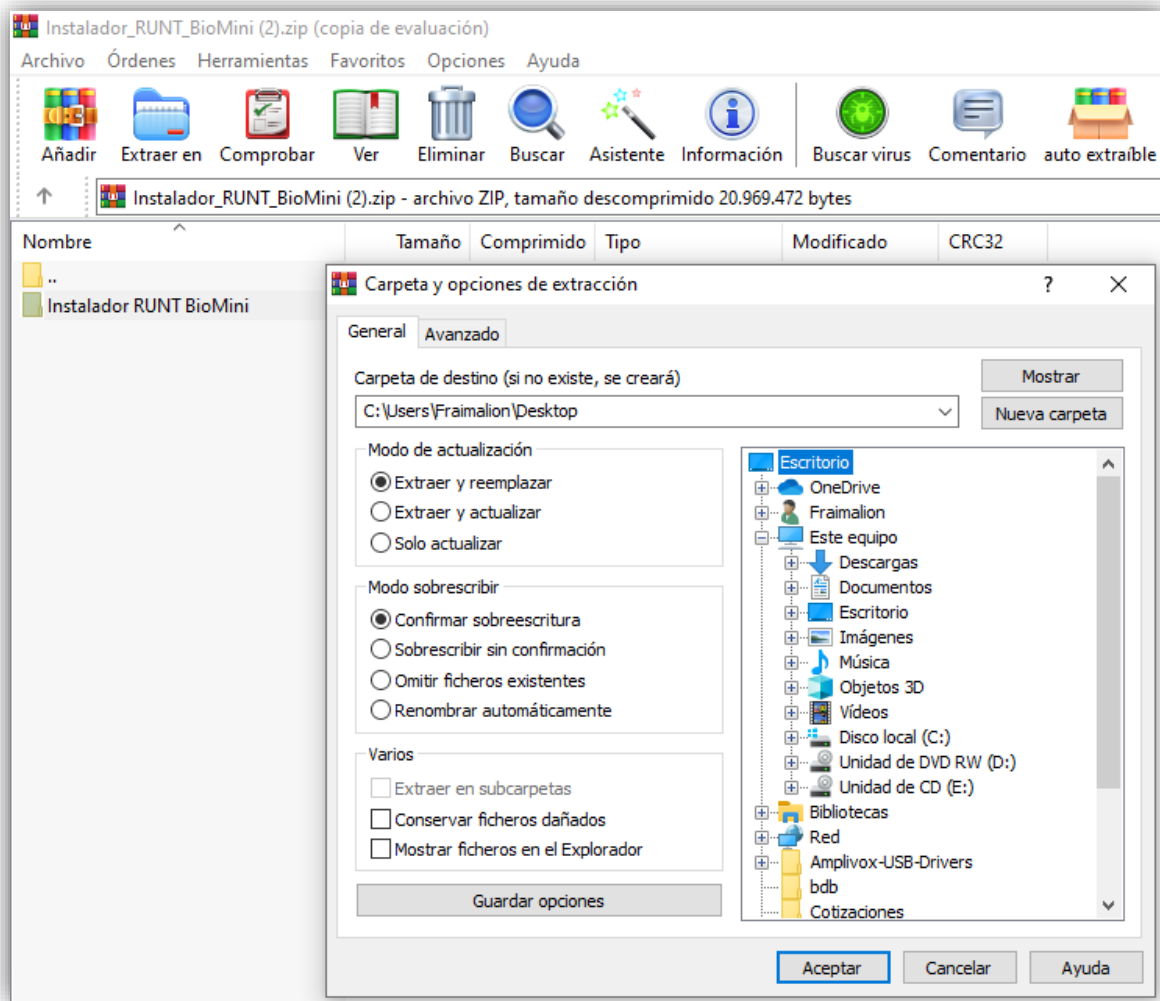 Instalador_RUNT_BioMini (2).zip (copia de evaluación)
Archivo Órdenes Herramientas Favoritos Opciones Ayuda
Añadir Extraer en Comprobar Ver Eliminar Buscar Asistente Información Buscar virus Comentario auto extraíble
Instalador_RUNT_BioMini (2).zip - archivo ZIP, tamaño descomprimido 20.969.472 bytes
Nombre Tamaño Comprimido Tipo Modificado CRC32
..
Instalador RUNT BioMini
Carpeta y opciones de extracción
General Avanzado
Carpeta de destino (si no existe, se creará)
Mostrar
C:\Users\Fraimalion\Desktop
Nueva carpeta
Modo de actualización
Extraer y reemplazar
Extraer y actualizar
Solo actualizar
Modo sobrescribir
Confirmar sobreescritura
Sobrescribir sin confirmación
Omitir ficheros existentes
Renombrar automáticamente
Varios
Extraer en subcarpetas
Conservar ficheros dañados
Mostrar ficheros en el Explorador
Guardar opciones
Escritorio
OneDrive
Fraimalion
Este equipo
Descargas
Documentos
Escritorio
Imágenes
Música
Objetos 3D
Vídeos
Disco local (C:)
Unidad de DVD RW (D:)
Unidad de CD (E:)
Bibliotecas
Red
Amplivox-USB-Drivers
bdb
Cotizaciones
Aceptar Cancelar Ayuda